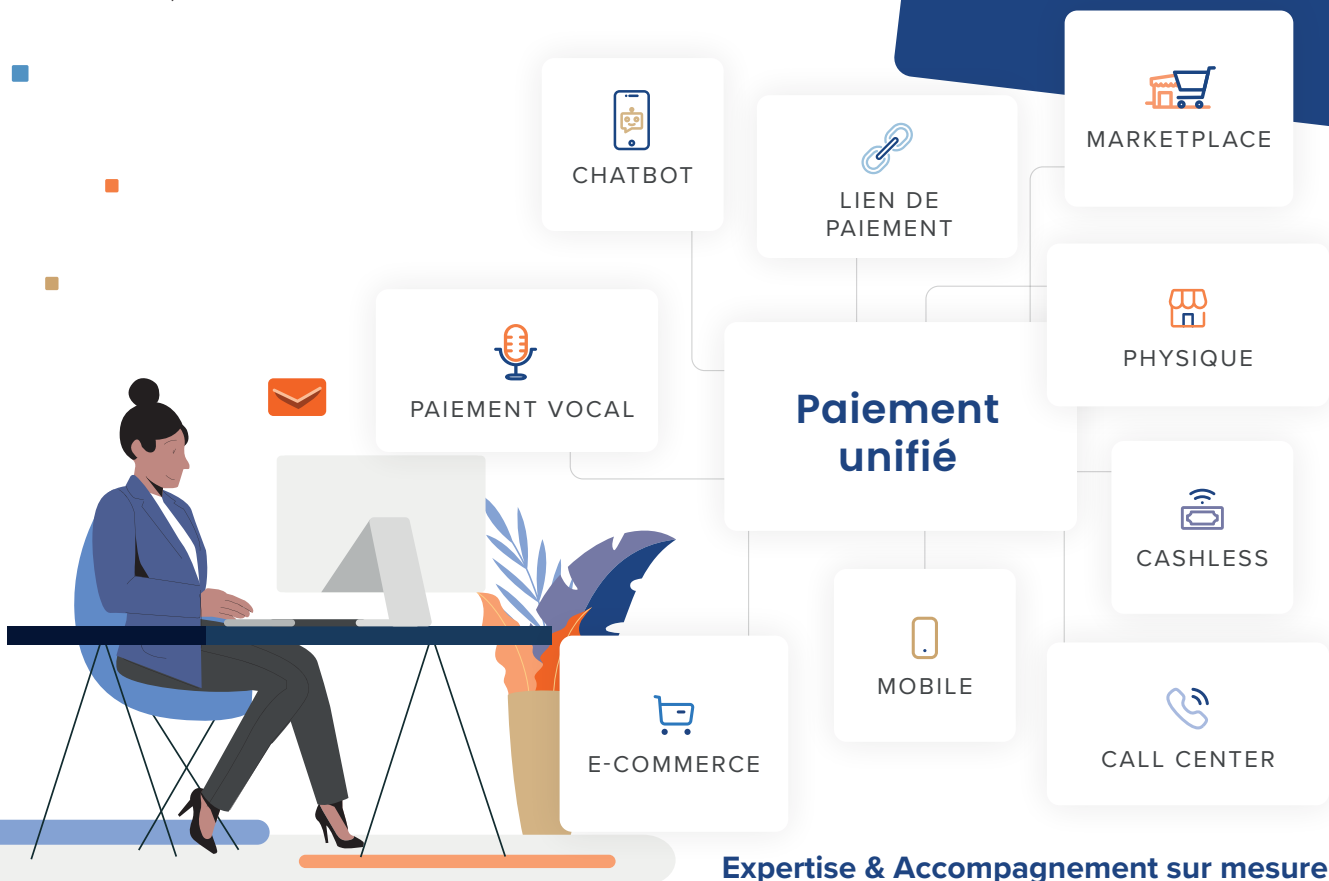 CHATBOT
LIEN DE
PAIEMENT
MARKETPLACE
PHYSIQUE
PAIEMENT VOCAL
Paiement
unifié
CASHLESS
MOBILE
E-COMMERCE
CALL CENTER
Expertise & Accompagnement sur mesure